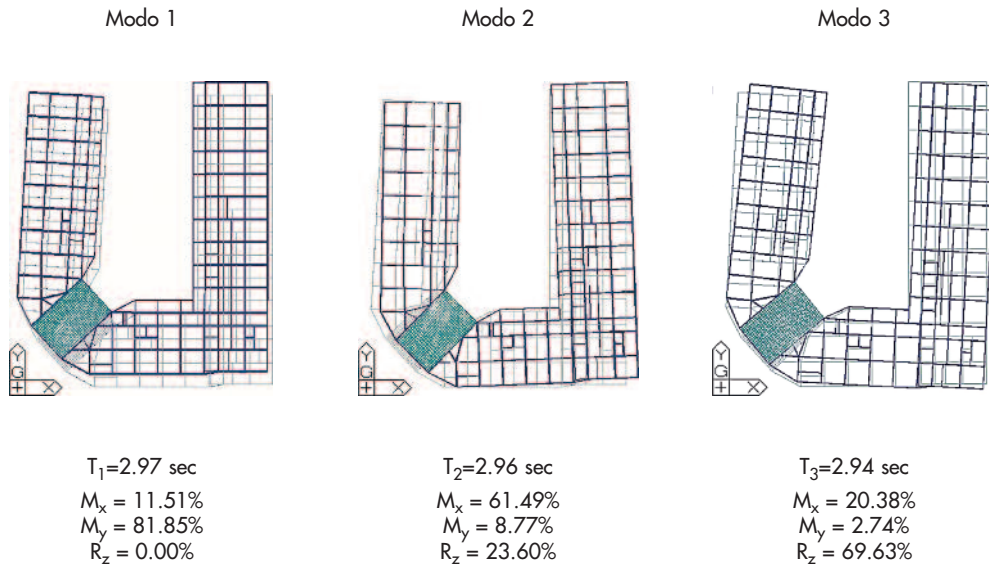 Modo 1
Modo 2
Modo 3
Y
G
X
Y
G
X
Y
G
X
T1=2.97 sec
Mx = 11.51%
My = 81.85%
Rz = 0.00%
T2=2.96 sec
Mx = 61.49%
My = 8.77%
Rz = 23.60%
T3=2.94 sec
Mx = 20.38%
My = 2.74%
Rz = 69.63%